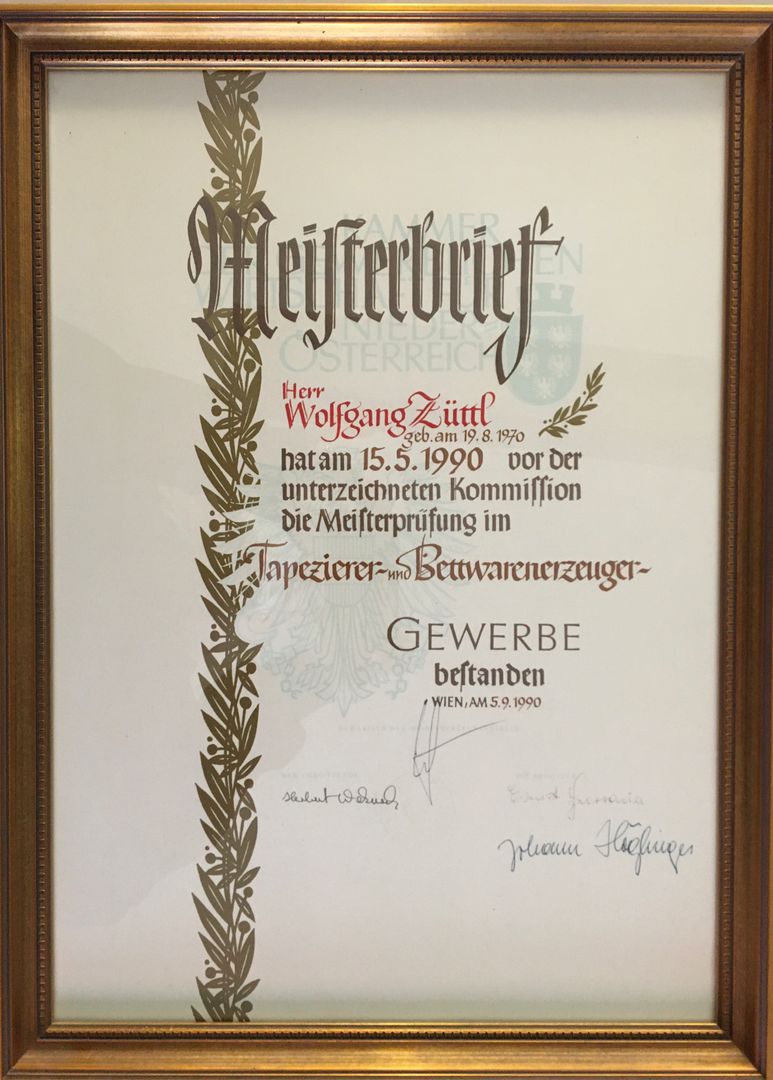 Meisterbrief
KAMMER
NIEDER
ÖSTERREICH
Herr
Wolfgang Züttl
geb. am 19. 8. 1970
hat am 15. 5. 1990 vor der
unterzeichneten Kommission
die Meisterprüfung im
Tapezierer- und Bettwarenerzeuger-
GEWERBE
bestanden
WIEN, AM 5. 9. 1990
Johann